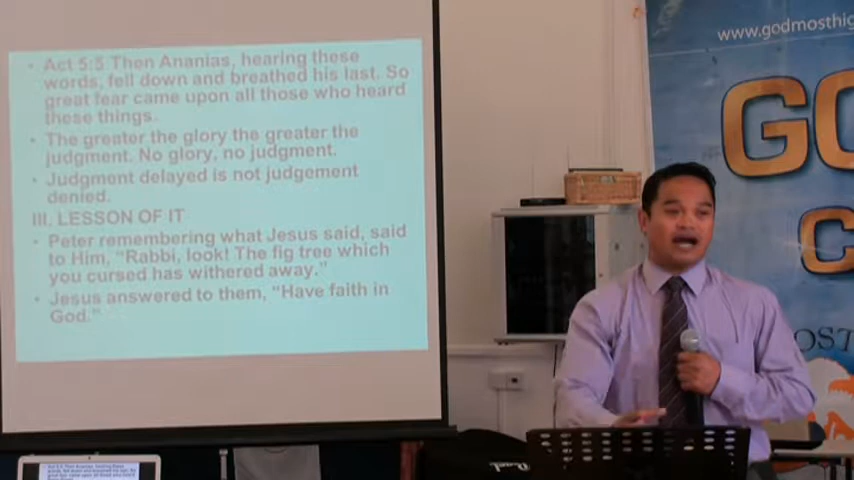 • Act 5:5 Then Ananias, hearing these
words, fell down and breathed his last. So
great fear came upon all those who heard
these things.
• The greater the glory the greater the
judgment. No glory, no judgment.
• Judgment delayed is not judgement
denied.
III. LESSON OF IT
• Peter remembering what Jesus said, said
to Him, “Rabbi, look! The fig tree which
you cursed has withered away.”
• Jesus answered to them, “Have faith in
God.”
www.godmosthig
GO
C
OST